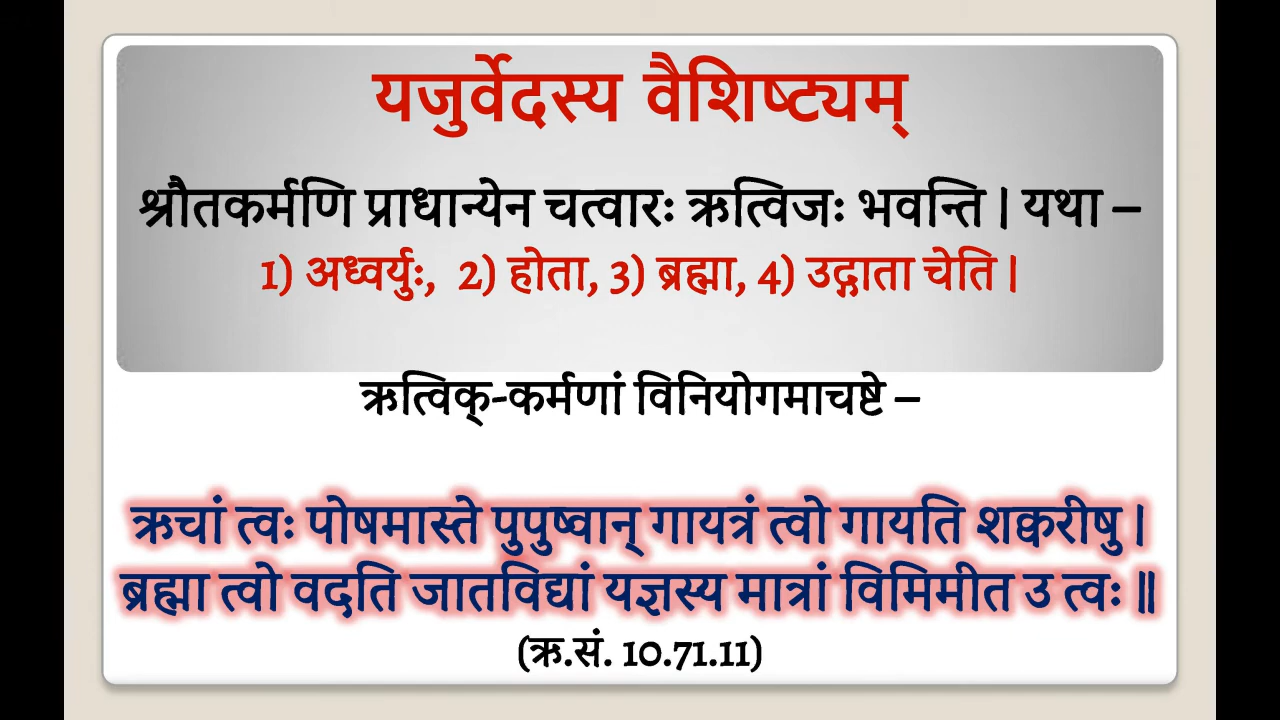 यजुर्वेदस्य वैशिष्ट्यम्
श्रौतकर्मणि प्राधान्येन चत्वारः ऋत्विजः भवन्ति | यथा –
1) अध्वर्युः, 2) होता, 3) ब्रह्मा, 4) उद्गाता चेति |
ऋत्विक्-कर्मणां विनियोगमाचष्टे –
ऋचां त्वः पोषमास्ते पुपुष्वान् गायत्रं त्वो गायति शक्वरीषु |
ब्रह्मा त्वो वदति जातविद्यां यज्ञस्य मात्रां विमिमीत उ त्वः ॥
(ऋ.सं. 10.71.11)